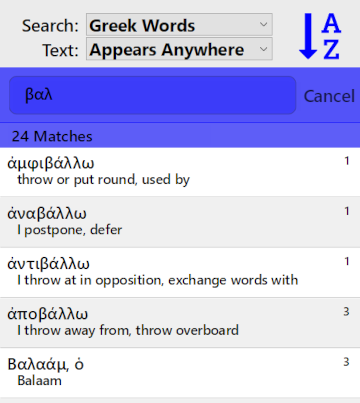 Search: Greek Words
Text: Appears Anywhere
A
Z
βαλ
Cancel
24 Matches
ἀμφιβάλλω 1
throw or put round, used by
ἀναβάλλω 1
I postpone, defer
ἀντιβάλλω 1
I throw at in opposition, exchange words with
ἀποβάλλω 3
I throw away from, throw overboard
Βαλαάμ, ὁ 3
Balaam